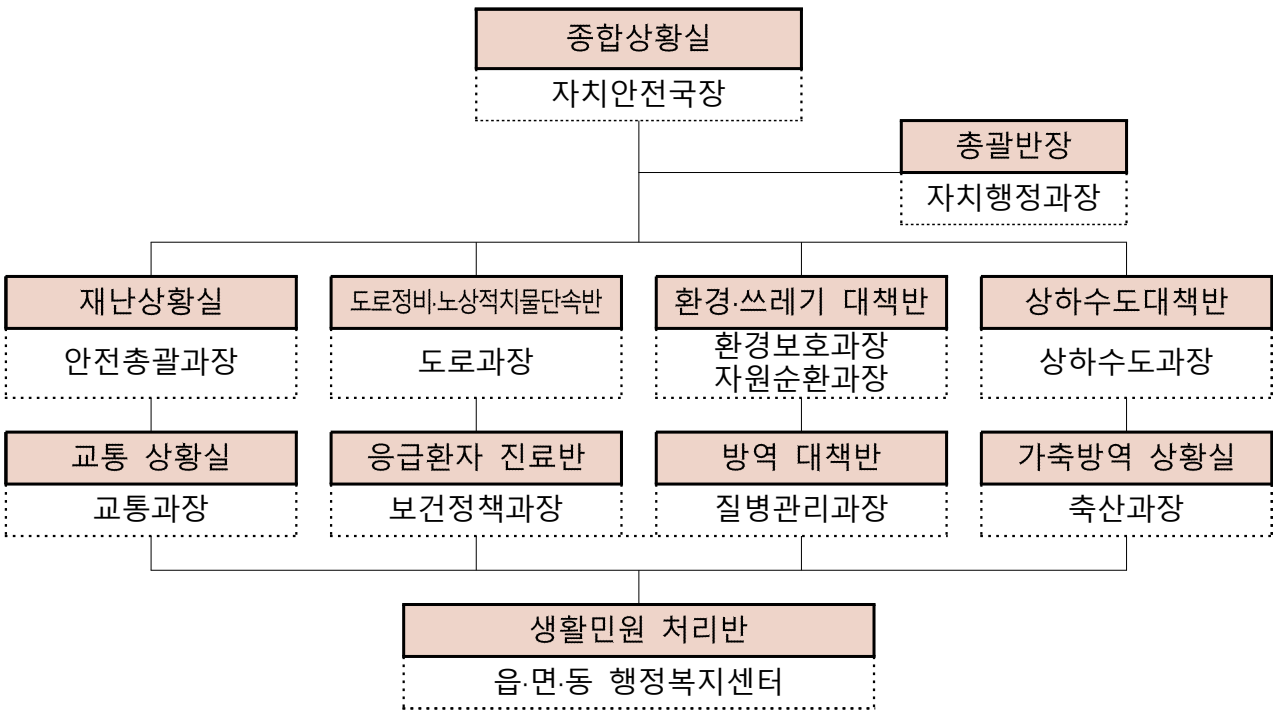 종합상황실
자치안전국장
총괄반장
자치행정과장
재난상황실
안전총괄과장
도로정비·노상적치물단속반
도로과장
환경·쓰레기 대책반
환경보호과장
자원순환과장
상하수도대책반
상하수도과장
교통 상황실
교통과장
응급환자 진료반
보건정책과장
방역 대책반
질병관리과장
가축방역 상황실
축산과장
생활민원 처리반
읍·면·동 행정복지센터